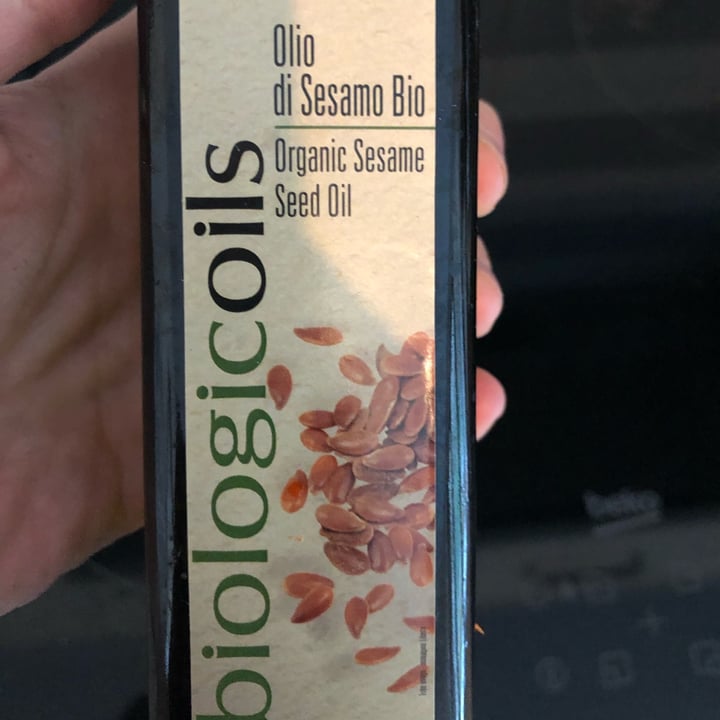 Olio
di Sesamo Bio
Organic Sesame
Seed Oil
biologicoils
beko